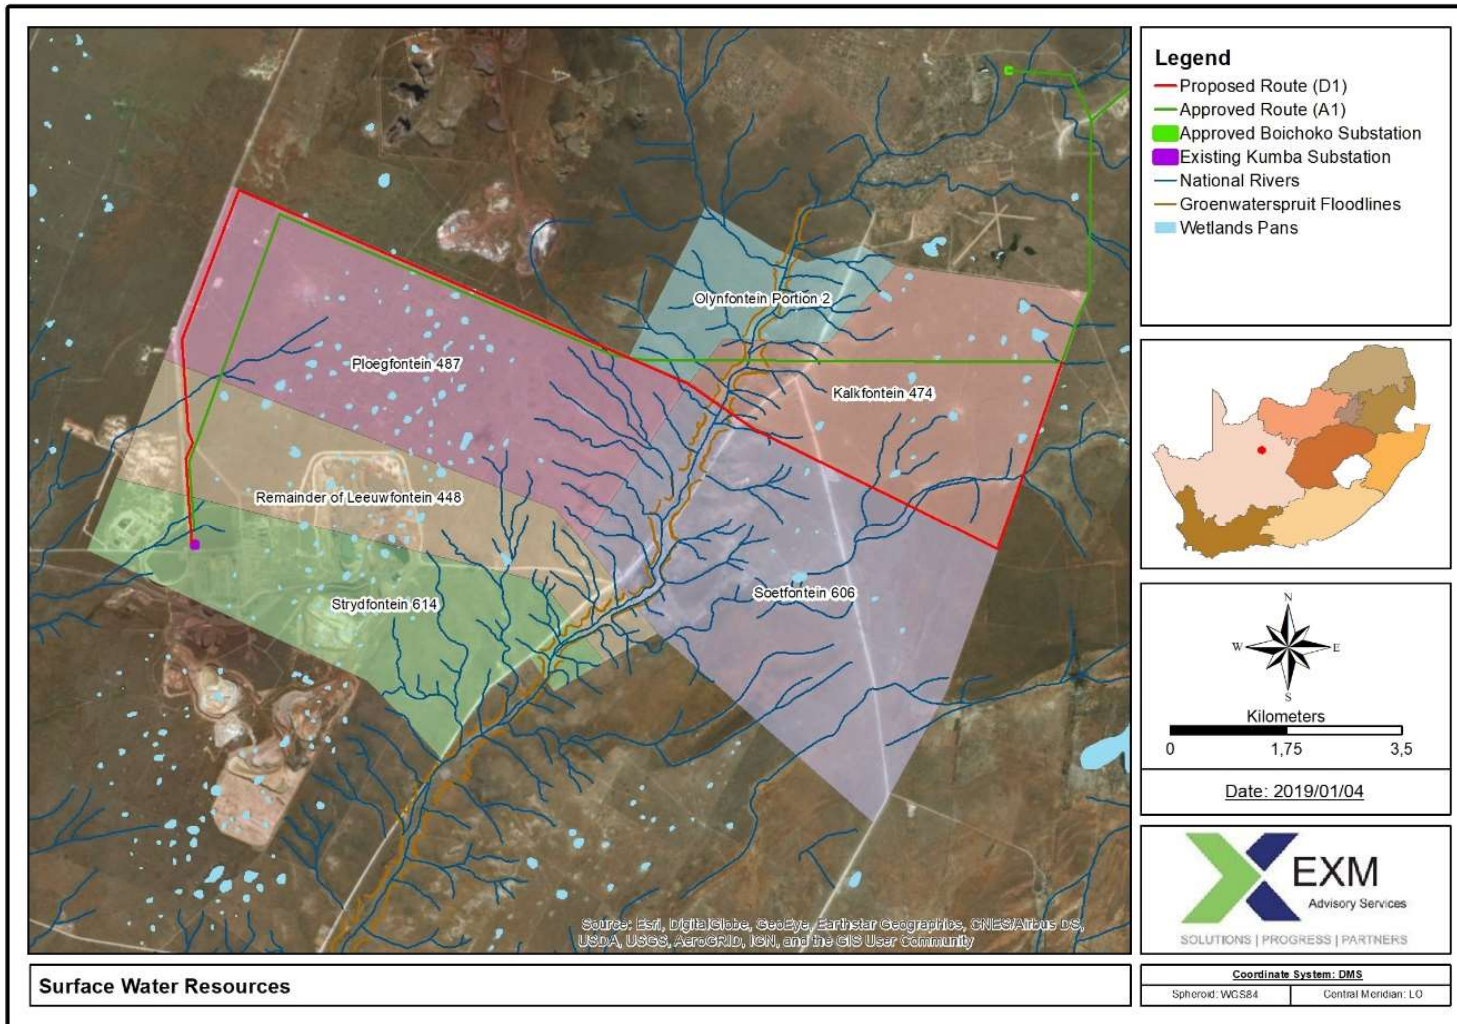 Olynfontein Portion 2
Ploegfontein 487
Kalkfontein 474
Remainder of Leeuwfontein 448
Soetfontein 606
Strydfontein 614
Source: Esri, DigitalGlobe, GeoEye, Earthstar Geographics, CNES/Airbus DS,
USDA, USGS, AeroGRID, IGN, and the GIS User Community
Surface Water Resources
Legend
Proposed Route (D1)
Approved Route (A1)
Approved Boichoko Substation
Existing Kumba Substation
National Rivers
Groenwaterspruit Floodlines
Wetlands Pans
N
W E
S
Kilometers
0 1,75 3,5
Date: 2019/01/04
EXM
Advisory Services
SOLUTIONS | PROGRESS | PARTNERS
Coordinate System: DMS
Spheroid: WGS84 Central Meridian: LO